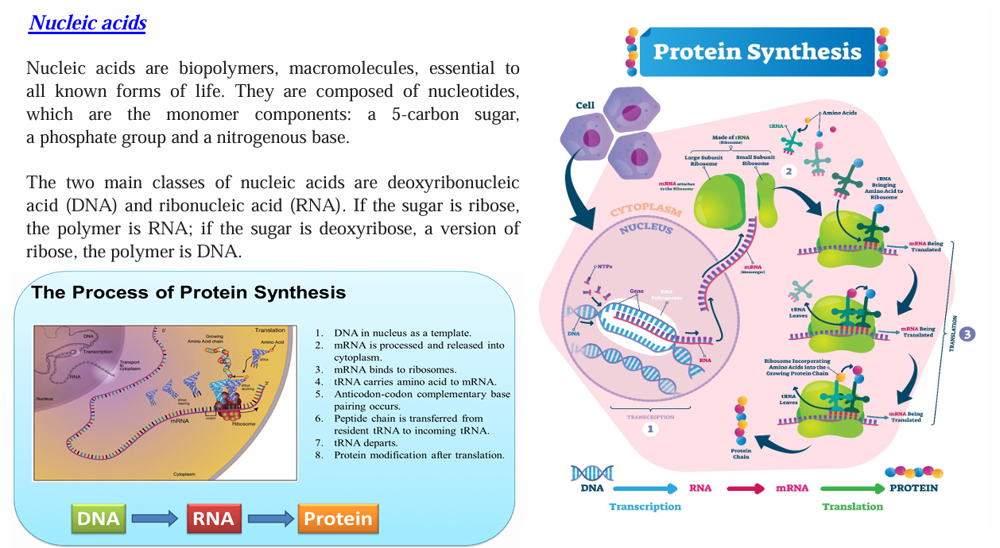 Nucleic acids
Nucleic acids are biopolymers, macromolecules, essential to
all known forms of life. They are composed of nucleotides,
which are the monomer components: a 5-carbon sugar,
a phosphate group and a nitrogenous base.
The two main classes of nucleic acids are deoxyribonucleic
acid (DNA) and ribonucleic acid (RNA). If the sugar is ribose,
the polymer is RNA; if the sugar is deoxyribose, a version of
ribose, the polymer is DNA.
The Process of Protein Synthesis
DNA
Transcription
RNA
Nucleus
Transport
to
cytoplasm
5'
Growing
Amino Acid chain
Translation
Amino Acid
tRNA
tRNA
docking
tRNA
leaving
3'
mRNA
codon
Ribosome
Cytoplasm
1. DNA in nucleus as a template.
2. mRNA is processed and released into
cytoplasm.
3. mRNA binds to ribosomes.
4. tRNA carries amino acid to mRNA.
5. Anticodon-codon complementary base
pairing occurs.
6. Peptide chain is transferred from
resident tRNA to incoming tRNA.
7. tRNA departs.
8. Protein modification after translation.
DNA
RNA
Protein
Protein Synthesis
Cell
Amino Acids
tRNA
Made of rRNA
(Ribosome)
Large Subunit
Ribosome
Small Subunit
Ribosome
2
mRNA attaches
to the Ribosome
tRNA
Bringing
Amino Acid to
Ribosome
CYTOPLASM
NUCLEUS
mRNA Being
Translated
NTPs
mRNA
(Messenger)
Gene
RNA
Polymerase
DNA
RNA
tRNA
Leaves
mRNA Being
Translated
TRANSLATION
3
Ribosome Incorporating
Amino Acids into the
Growing Protein Chain
tRNA
Leaves
mRNA Being
Translated
TRANSCRIPTION
1
Protein
Chain
DNA
RNA
mRNA
PROTEIN
Transcription
Translation